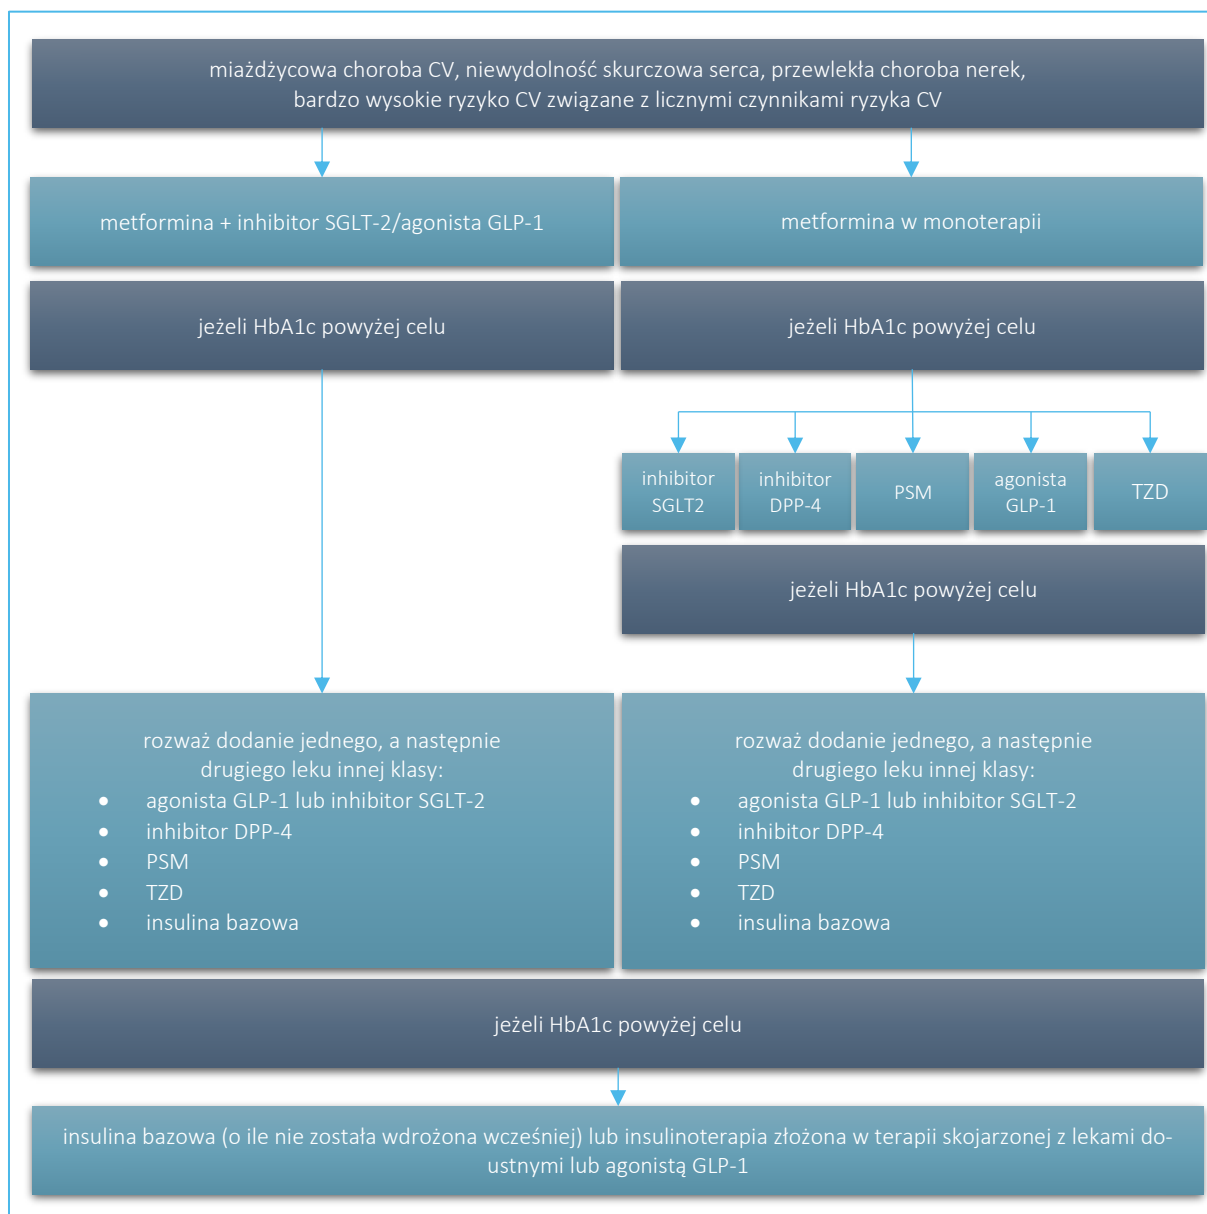 miażdżycowa choroba CV, niewydolność skurczowa serca, przewlekła choroba nerek,
bardzo wysokie ryzyko CV związane z licznymi czynnikami ryzyka CV
metformina + inhibitor SGLT-2/agonista GLP-1
metformina w monoterapii
jeżeli HbA1c powyżej celu
jeżeli HbA1c powyżej celu
inhibitor
SGLT2
inhibitor
DPP-4
PSM
agonista
GLP-1
TZD
jeżeli HbA1c powyżej celu
rozważ dodanie jednego, a następnie
drugiego leku innej klasy:
• agonista GLP-1 lub inhibitor SGLT-2
• inhibitor DPP-4
• PSM
• TZD
• insulina bazowa
rozważ dodanie jednego, a następnie
drugiego leku innej klasy:
• agonista GLP-1 lub inhibitor SGLT-2
• inhibitor DPP-4
• PSM
• TZD
• insulina bazowa
jeżeli HbA1c powyżej celu
insulina bazowa (o ile nie została wdrożona wcześniej) lub insulinoterapia złożona w terapii skojarzonej z lekami do-
ustnymi lub agonistą GLP-1